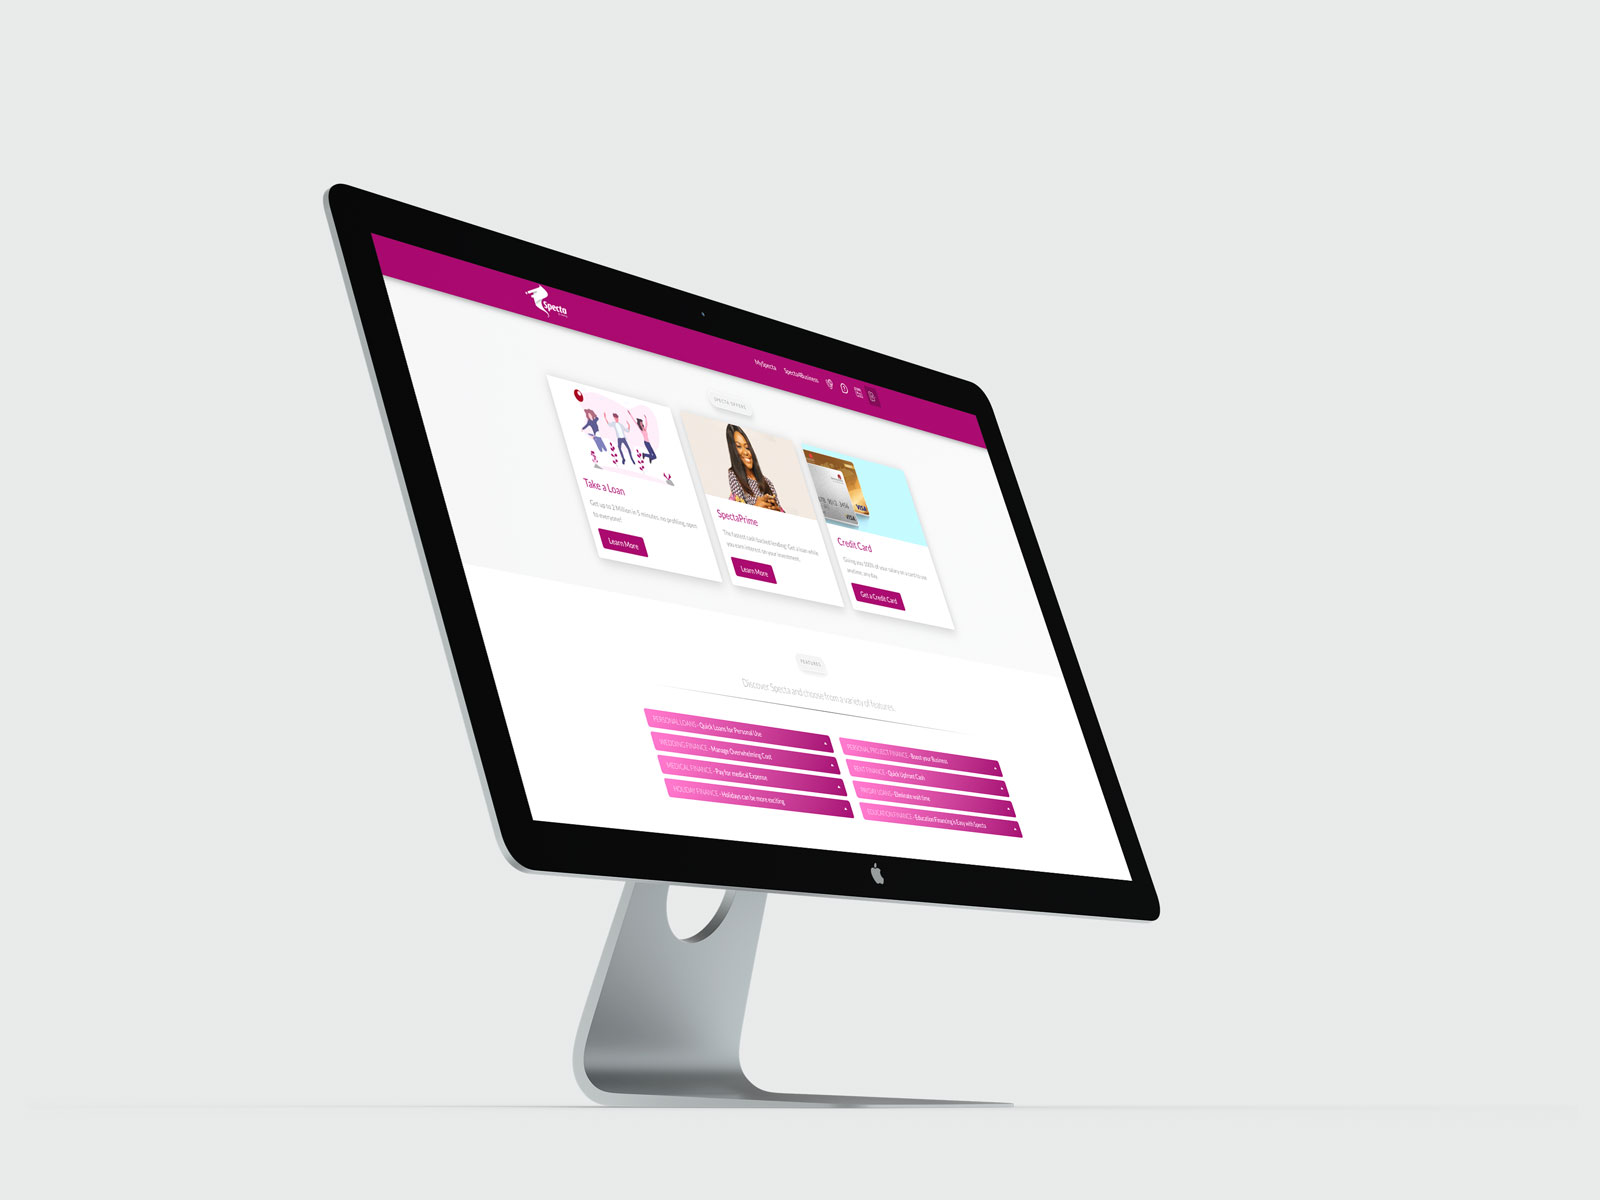 Specta
MySpecta
Specta4Business
SPECTA OFFERS
Take a Loan
Get up to 2 Million in 5 minutes. no profiling, open
to everyone!
Learn More
SpectaPrime
The fastest cash backed lending! Get a loan while
you earn interest on your investment.
Learn More
VISA
VISA
Credit Card
Giving you 100% of your salary on a card to use
anytime, any day.
Get a Credit Card
FEATURES
Discover Specta and choose from a variety of features.
PERSONAL LOANS - Quick Loans for Personal Use
WEDDING FINANCE - Manage Overwhelming Cost
MEDICAL FINANCE - Pay for medical Expense
HOLIDAY FINANCE - Holidays can be more exciting
PERSONAL PROJECT FINANCE - Boost your Business
RENT FINANCE - Quick Upfront Cash
PAYDAY LOANS - Eliminate wait time
EDUCATION FINANCE - Education Financing is Easy with Specta